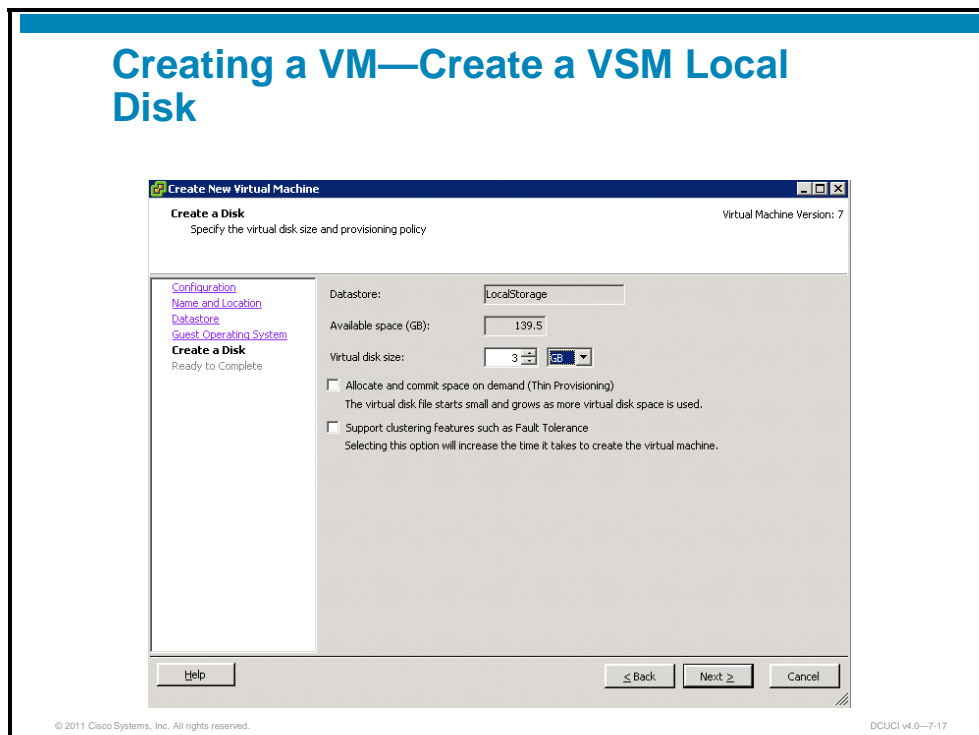 Creating a VM—Create a VSM Local
Disk
Create New Virtual Machine
Create a Disk
Specify the virtual disk size and provisioning policy
Virtual Machine Version: 7
Configuration
Name and Location
Datastore
Guest Operating System
Create a Disk
Ready to Complete
Datastore:
LocalStorage
Available space (GB):
139.5
Virtual disk size:
3
GB
Allocate and commit space on demand (Thin Provisioning)
The virtual disk file starts small and grows as more virtual disk space is used.
Support clustering features such as Fault Tolerance
Selecting this option will increase the time it takes to create the virtual machine.
Help
< Back
Next >
Cancel
© 2011 Cisco Systems, Inc. All rights reserved.
DCUCI v4.0—7-17